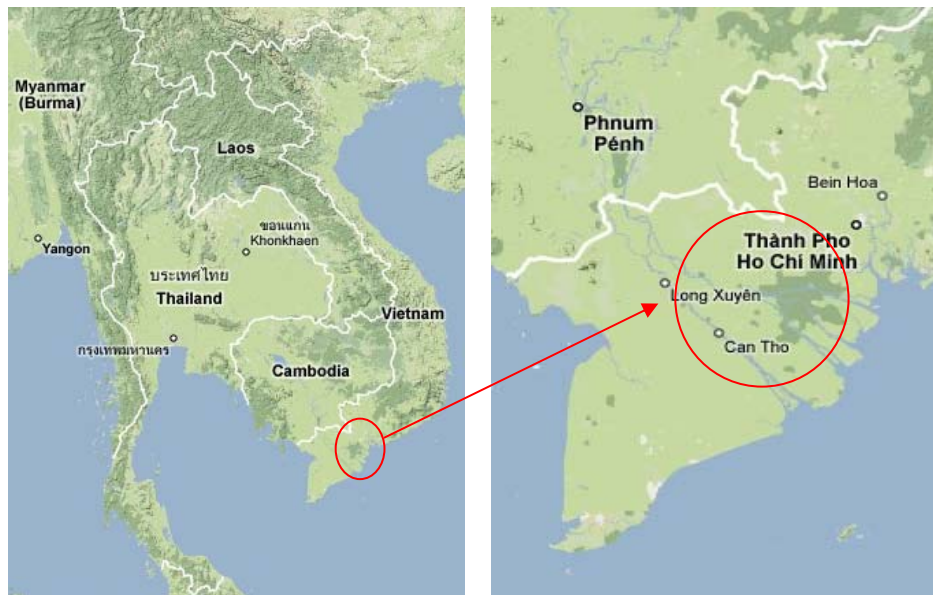 Myanmar
(Burma)
Laos
Yangon
ขอนแกน
Khonkhaen
ประเทศไทย
Thailand
Vietnam
กรุงเทพมหานคร
Cambodia
Phnum
Pénh
Bein Hoa
Thành Pho
Ho Chí Minh
Long Xuyên
Can Tho